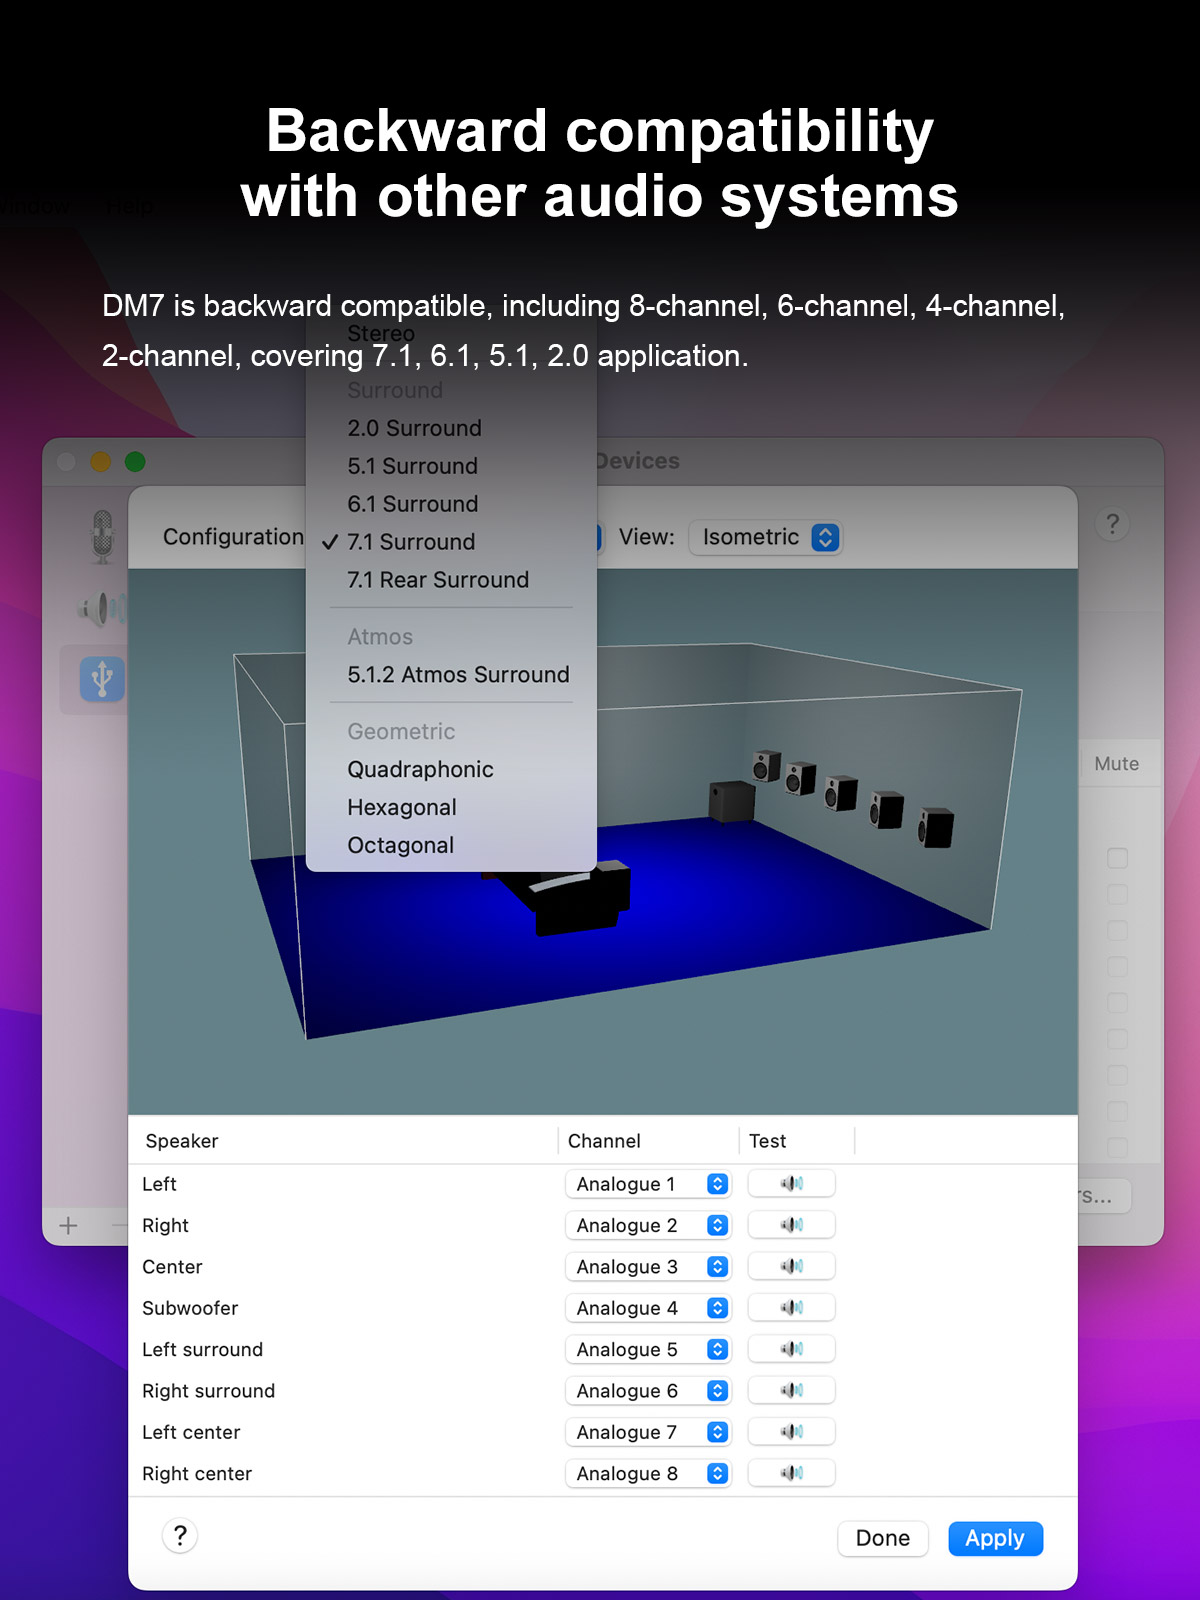 Backward compatibility
with other audio systems
Window Help
DM7 is backward compatible, including 8-channel, 6-channel, 4-channel,
2-channel, covering 7.1, 6.1, 5.1, 2.0 application.
Stereo
Surround
2.0 Surround
5.1 Surround
6.1 Surround
✓ 7.1 Surround
7.1 Rear Surround
Atmos
5.1.2 Atmos Surround
Geometric
Quadraphonic
Hexagonal
Octagonal
Devices
Configuration
View: Isometric
?
Mute
Speaker Channel Test
Left Analogue 1
Right Analogue 2
Center Analogue 3
Subwoofer Analogue 4
Left surround Analogue 5
Right surround Analogue 6
Left center Analogue 7
Right center Analogue 8
rs...
? Done Apply